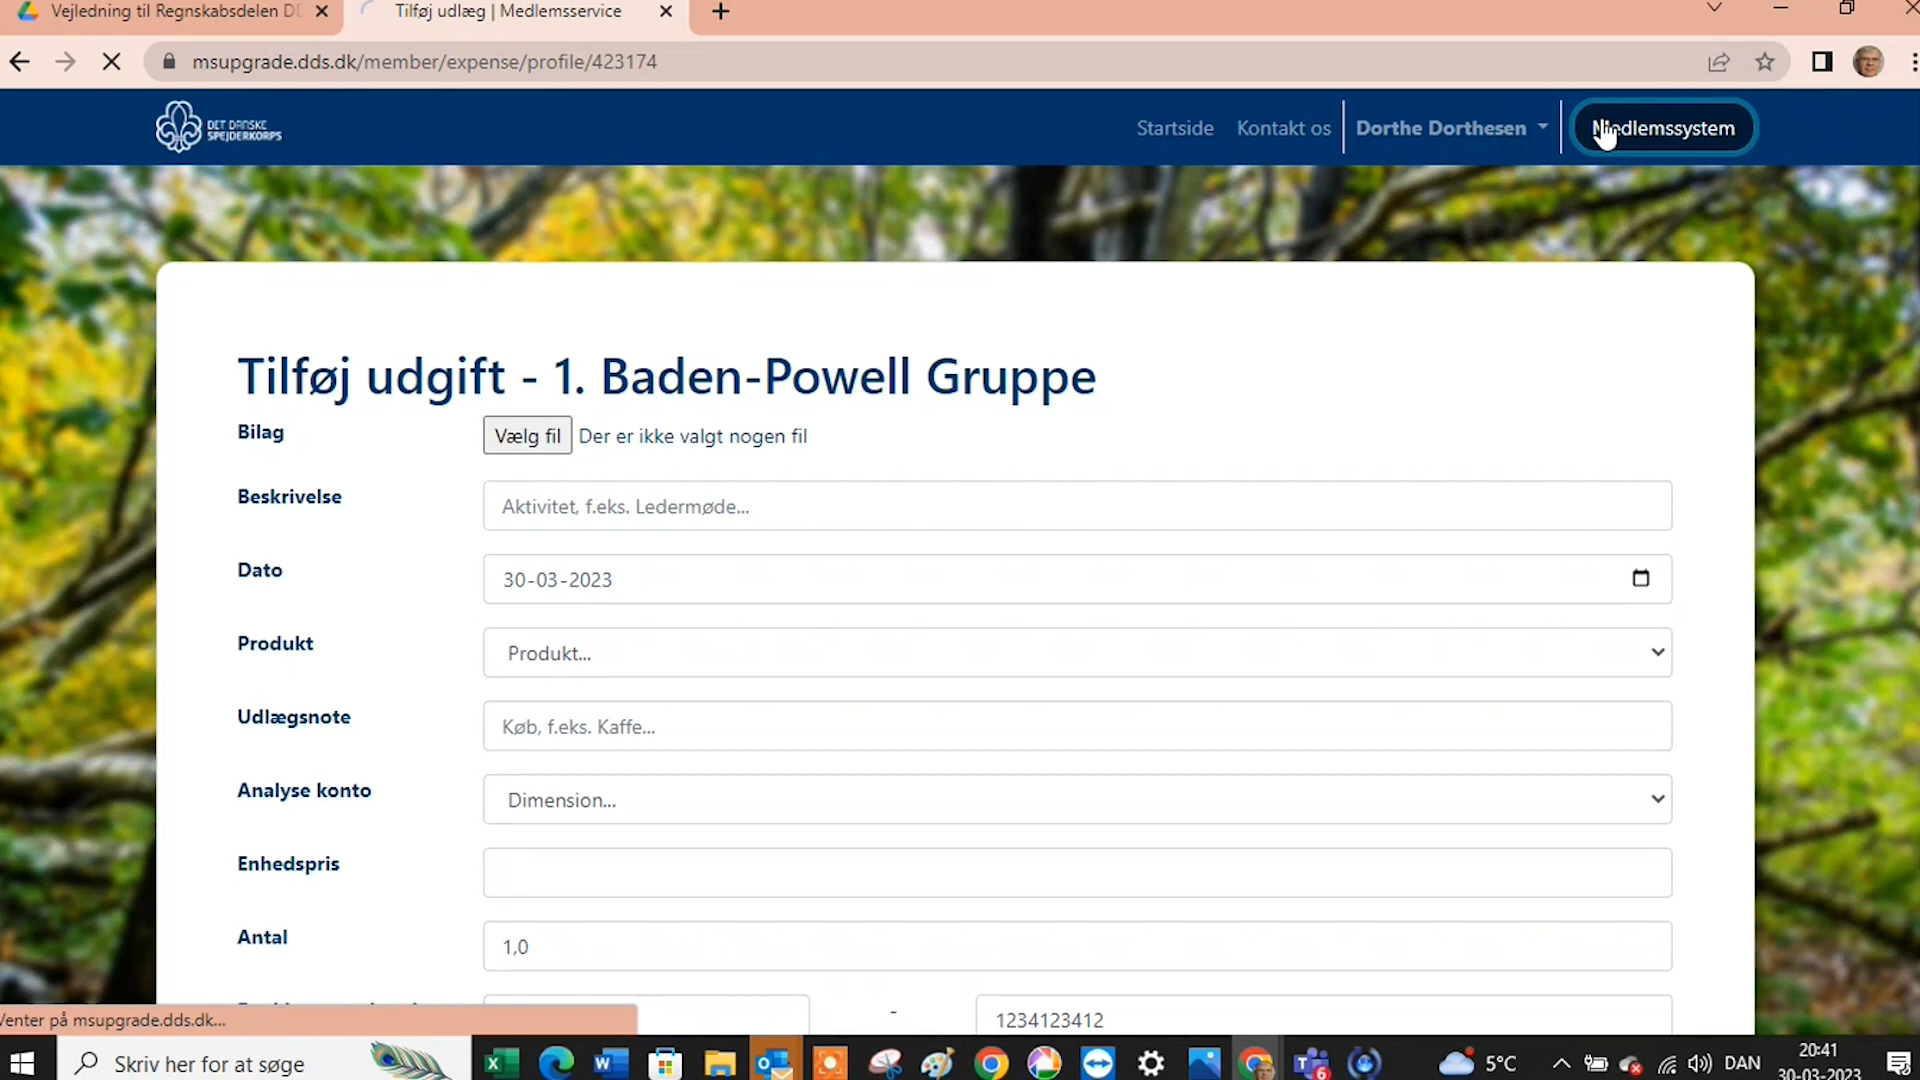 Vejledning til Regnskabsdelen DD
Tilføj udlæg | Medlemsservice
msupgrade.dds.dk/member/expense/profile/423174
DET DANSKE
SPEJDERKORPS
Startside
Kontakt os
Dorthe Dorthesen
Medlemssystem
Tilføj udgift - 1. Baden-Powell Gruppe
Bilag
Vælg fil Der er ikke valgt nogen fil
Beskrivelse
Aktivitet, f.eks. Ledermøde...
Dato
30-03-2023
Produkt
Produkt...
Udlægsnote
Køb, f.eks. Kaffe...
Analyse konto
Dimension...
Enhedspris
Antal
1,0
-
1234123412
Venter på msupgrade.dds.dk...
Skriv her for at søge
6
5°C
DAN
20:41
30-03-2023